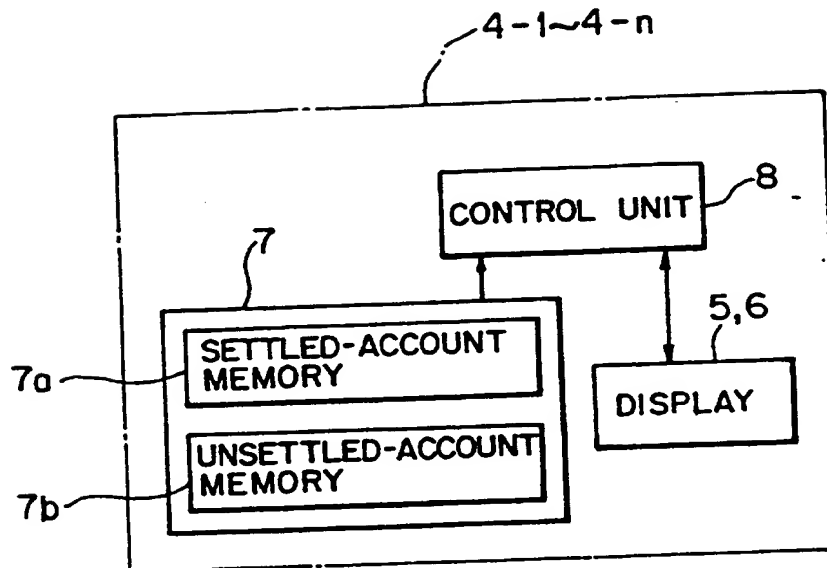 4-1~4-n
CONTROL UNIT
8
7
5,6
SETTLED-ACCOUNT
MEMORY
7a
DISPLAY
UNSETTLED-ACCOUNT
MEMORY
7b